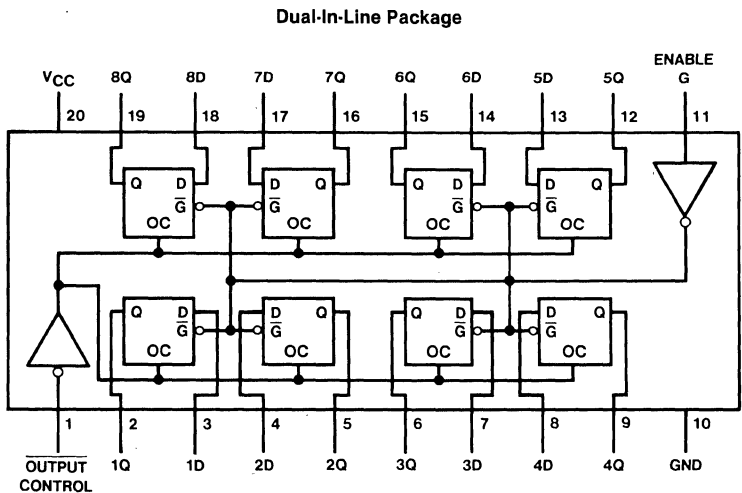 Dual-In-Line Package
VCC 8Q 8D 7D 7Q 6Q 6D 5D 5Q ENABLE G
20 19 18 17 16 15 14 13 12 11
Q D D Q Q D D Q
G G G G
OC OC OC OC
Q D D Q Q D D Q
G G G G
OC OC OC OC
1 2 3 4 5 6 7 8 9 10
OUTPUT CONTROL 1Q 1D 2D 2Q 3Q 3D 4D 4Q GND